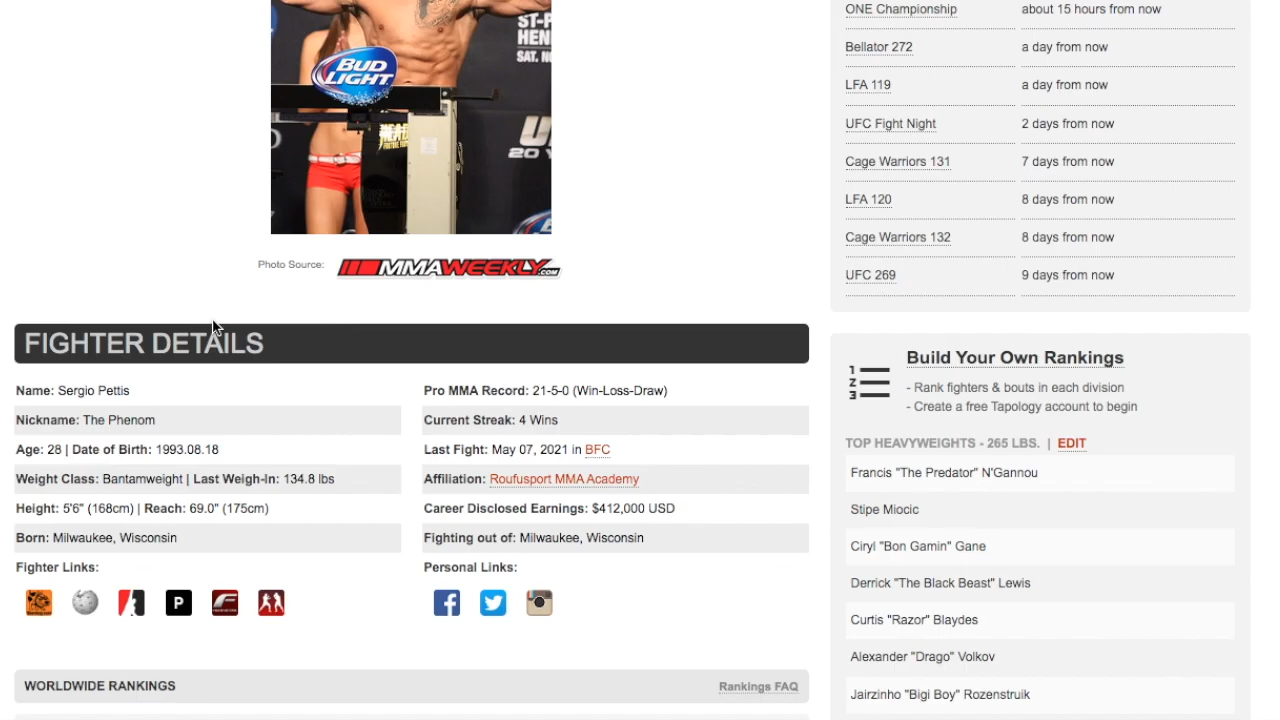 ST-P
HEN
SAT. N
BUD
LIGHT
20 Y
Photo Source:
MMAWEEKLY.COM
FIGHTER DETAILS
Name: Sergio Pettis
Nickname: The Phenom
Age: 28 | Date of Birth: 1993.08.18
Weight Class: Bantamweight | Last Weigh-In: 134.8 lbs
Height: 5'6" (168cm) | Reach: 69.0" (175cm)
Born: Milwaukee, Wisconsin
Fighter Links:
P
Pro MMA Record: 21-5-0 (Win-Loss-Draw)
Current Streak: 4 Wins
Last Fight: May 07, 2021 in BFC
Affiliation: Roufusport MMA Academy
Career Disclosed Earnings: $412,000 USD
Fighting out of: Milwaukee, Wisconsin
Personal Links:
WORLDWIDE RANKINGS
Rankings FAQ
ONE Championship about 15 hours from now
Bellator 272 a day from now
LFA 119 a day from now
UFC Fight Night 2 days from now
Cage Warriors 131 7 days from now
LFA 120 8 days from now
Cage Warriors 132 8 days from now
UFC 269 9 days from now
Build Your Own Rankings
- Rank fighters & bouts in each division
- Create a free Tapology account to begin
TOP HEAVYWEIGHTS - 265 LBS. | EDIT
Francis "The Predator" N'Gannou
Stipe Miocic
Ciryl "Bon Gamin" Gane
Derrick "The Black Beast" Lewis
Curtis "Razor" Blaydes
Alexander "Drago" Volkov
Jairzinho "Bigi Boy" Rozenstruik